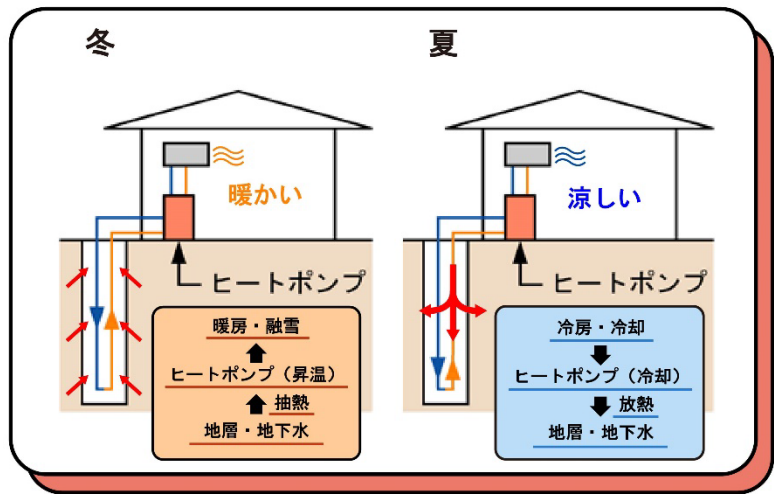 冬
暖かい
ヒートポンプ
暖房・融雪
ヒートポンプ（昇温）
抽熱
地層・地下水
夏
涼しい
ヒートポンプ
冷房・冷却
ヒートポンプ（冷却）
放熱
地層・地下水